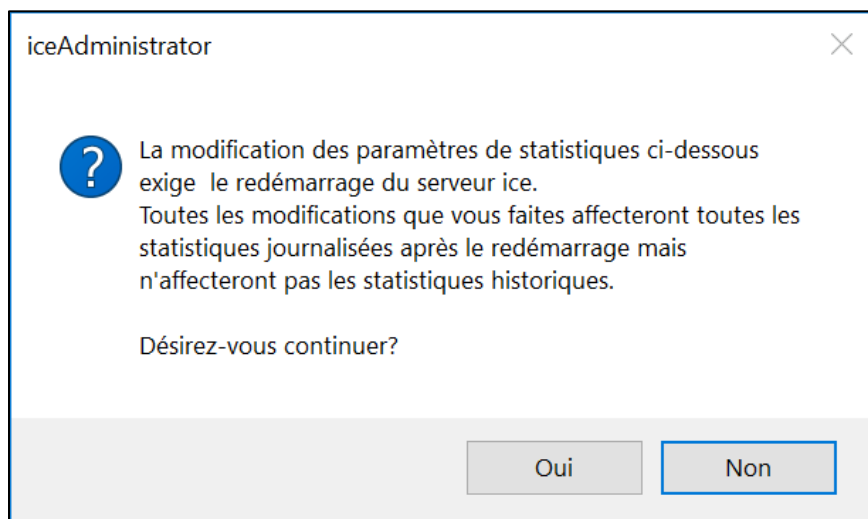 iceAdministrator
?
La modification des paramètres de statistiques ci-dessous
exige  le redémarrage du serveur ice.
Toutes les modifications que vous faites affecteront toutes les
statistiques journalisées après le redémarrage mais
n'affecteront pas les statistiques historiques.
Désirez-vous continuer?
Oui
Non